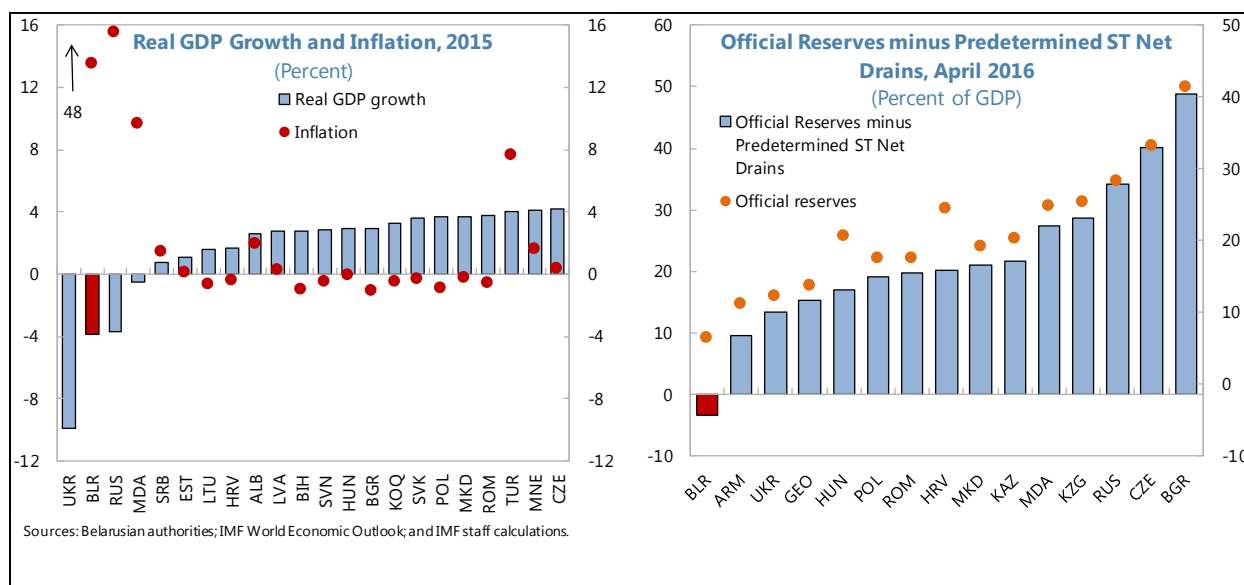 Real GDP Growth and Inflation, 2015
(Percent)
Real GDP growth
Inflation
48
16
12
8
4
0
-4
-8
-12
16
12
8
4
0
-4
-8
-12
UKR
BLR
RUS
MDA
SRB
EST
LTU
HRV
ALB
LVA
BIH
SVN
HUN
BGR
KOQ
SVK
POL
MKD
ROM
TUR
MNE
CZE
Sources: Belarusian authorities; IMF World Economic Outlook; and IMF staff calculations.
Official Reserves minus Predetermined ST Net
Drains, April 2016
(Percent of GDP)
Official Reserves minus
Predetermined ST Net
Drains
Official reserves
60
50
40
30
20
10
0
-10
50
40
30
20
10
0
-10
BLR
ARM
UKR
GEO
HUN
POL
ROM
HRV
MKD
KAZ
MDA
KZG
RUS
CZE
BGR